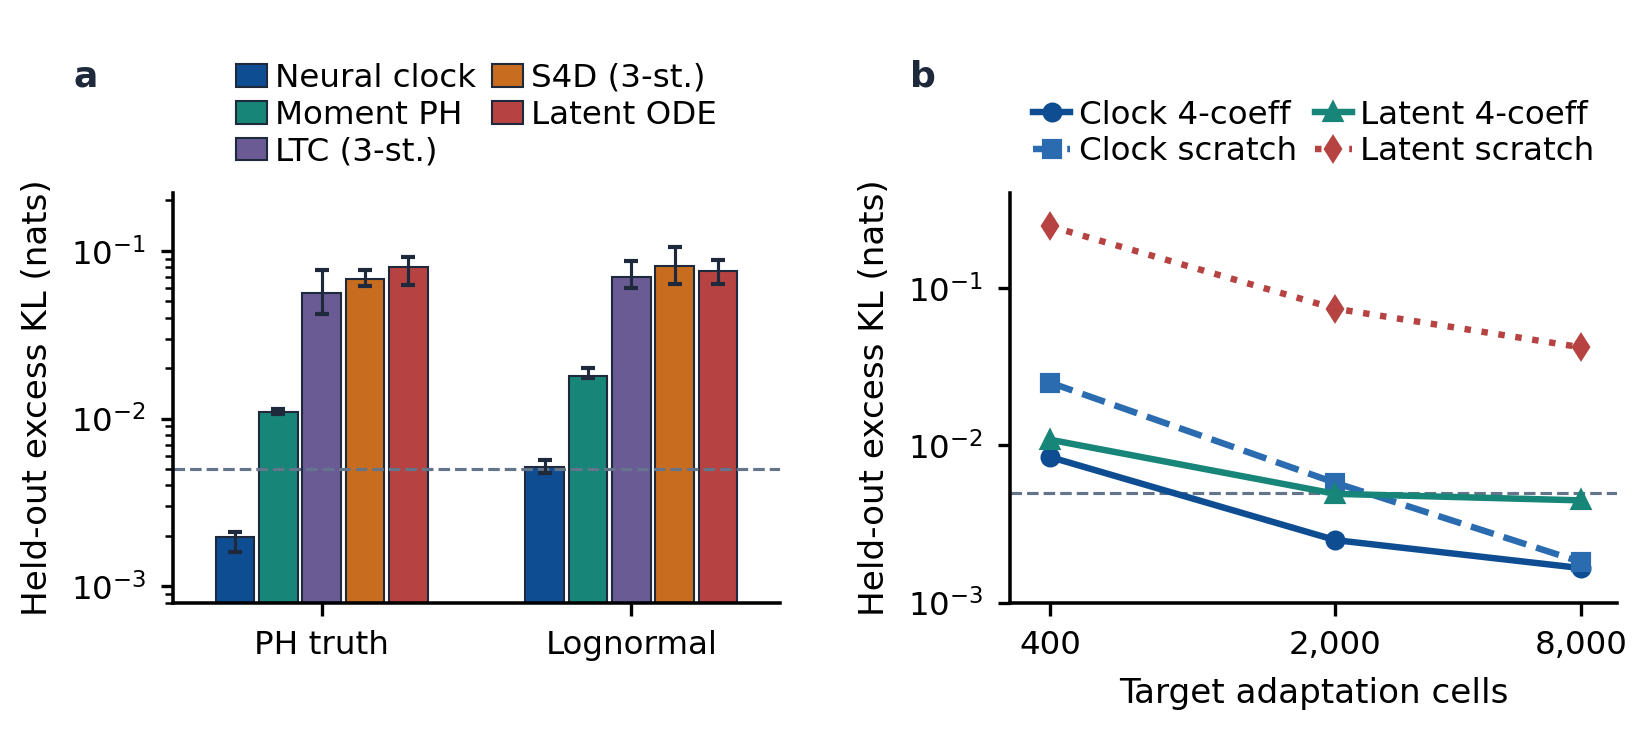 a
Neural clock
S4D (3-st.)
Moment PH
Latent ODE
LTC (3-st.)
Held-out excess KL (nats)
10⁻¹
10⁻²
10⁻³
PH truth
Lognormal
b
Clock 4-coeff
Latent 4-coeff
Clock scratch
Latent scratch
Held-out excess KL (nats)
10⁻¹
10⁻²
10⁻³
400
2,000
8,000
Target adaptation cells